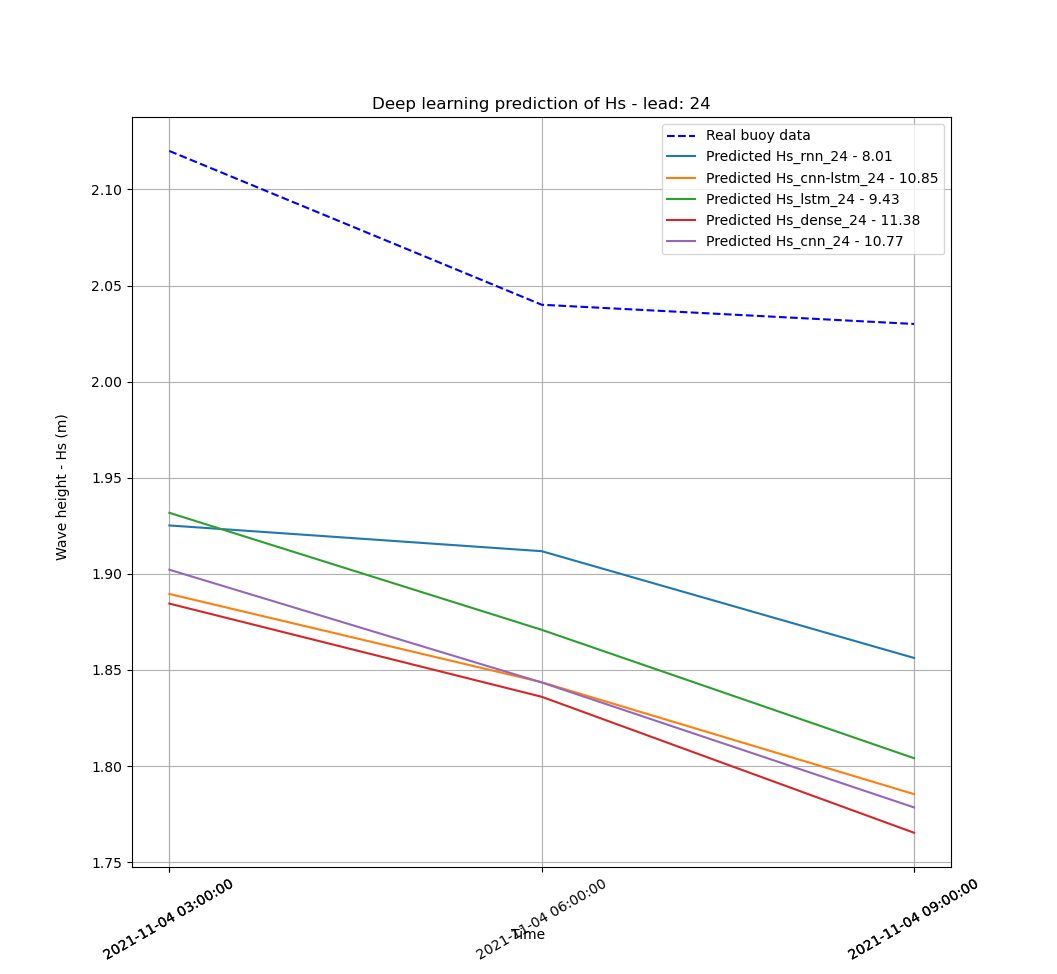 Deep learning prediction of Hs - lead: 24
Real buoy data
Predicted Hs_rnn_24 - 8.01
Predicted Hs_cnn-lstm_24 - 10.85
Predicted Hs_lstm_24 - 9.43
Predicted Hs_dense_24 - 11.38
Predicted Hs_cnn_24 - 10.77
2.10
2.05
2.00
1.95
1.90
1.85
1.80
1.75
Wave height - Hs (m)
2021-11-04 03:00:00
2021-11-04 06:00:00
2021-11-04 09:00:00
Time